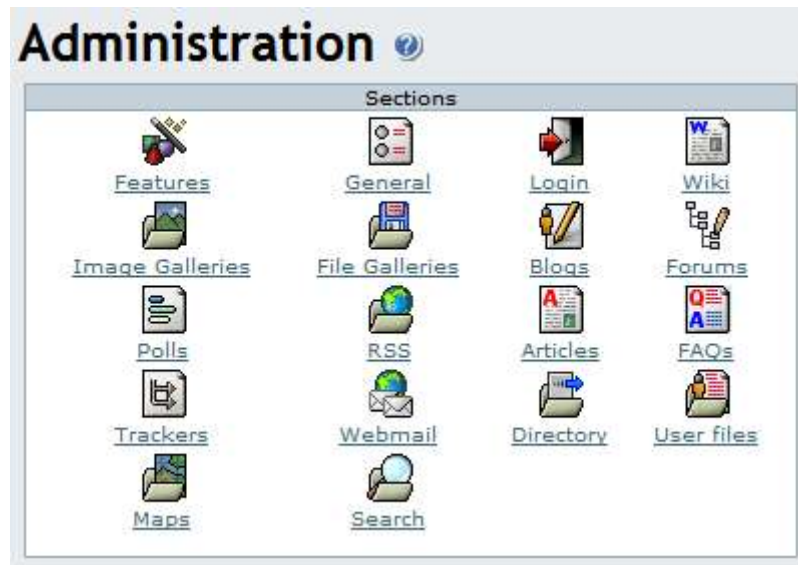 Administration
Sections
Features General Login Wiki
Image Galleries File Galleries Blogs Forums
Polls RSS Articles FAQs
Trackers Webmail Directory User files
Maps Search